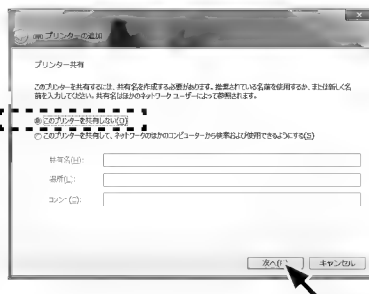 プリンターの追加
プリンター共有
このプリンターを共有するには、共有名を作成する必要があります。推奨されている名前を使用するか、または新しく名
前を入力してください。共有名はほかのネットワーク ユーザーによって参照されます。
このプリンターを共有しない(O)
このプリンターを共有して、ネットワークのほかのコンピューターから検索および使用できるようにする(S)
共有名(H):
場所(L):
コメント(C):
次へ(N)
キャンセル